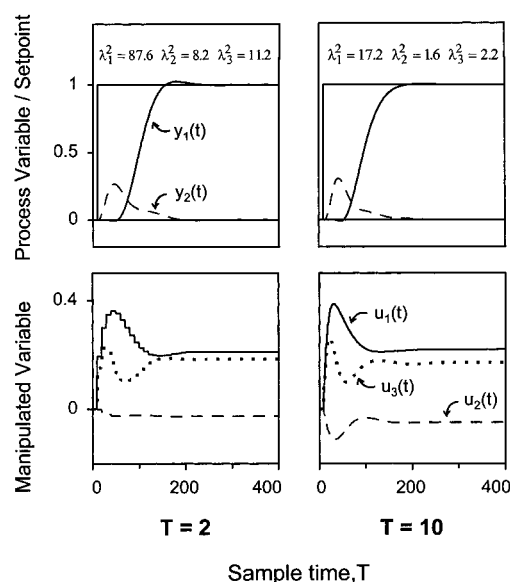 Process Variable / Setpoint
λ₁² = 87.6 λ₂² = 8.2 λ₃² = 11.2
λ₁² = 17.2 λ₂² = 1.6 λ₃² = 2.2
1
0.5
0
y₁(t)
y₂(t)
y₁(t)
y₂(t)
Manipulated Variable
0.4
0
u₁(t)
u₃(t)
u₂(t)
0 200 400
0 200 400
T = 2
T = 10
Sample time,T